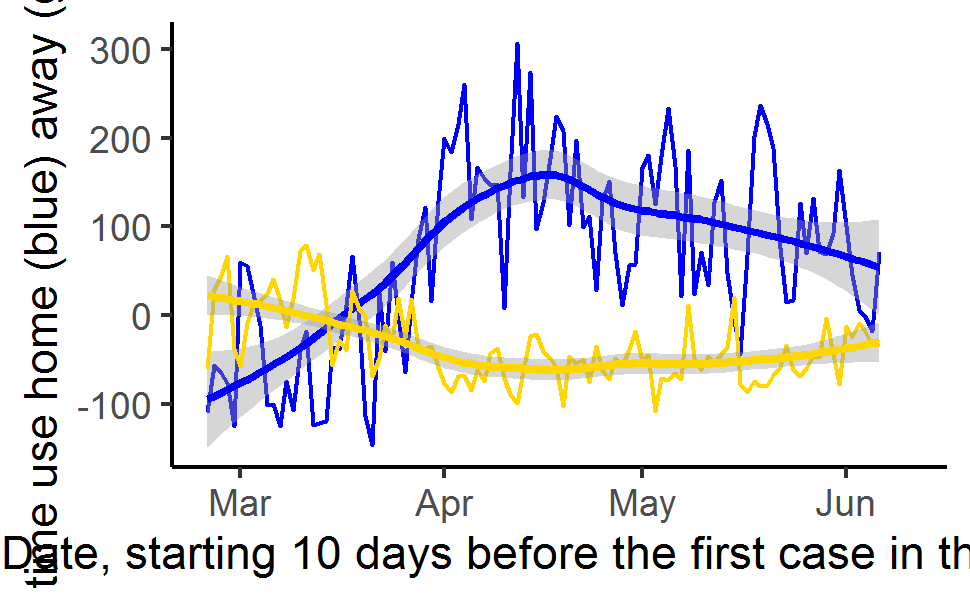 time use home (blue) away (
300
200
100
0
-100
Mar Apr May Jun
Date, starting 10 days before the first case in th